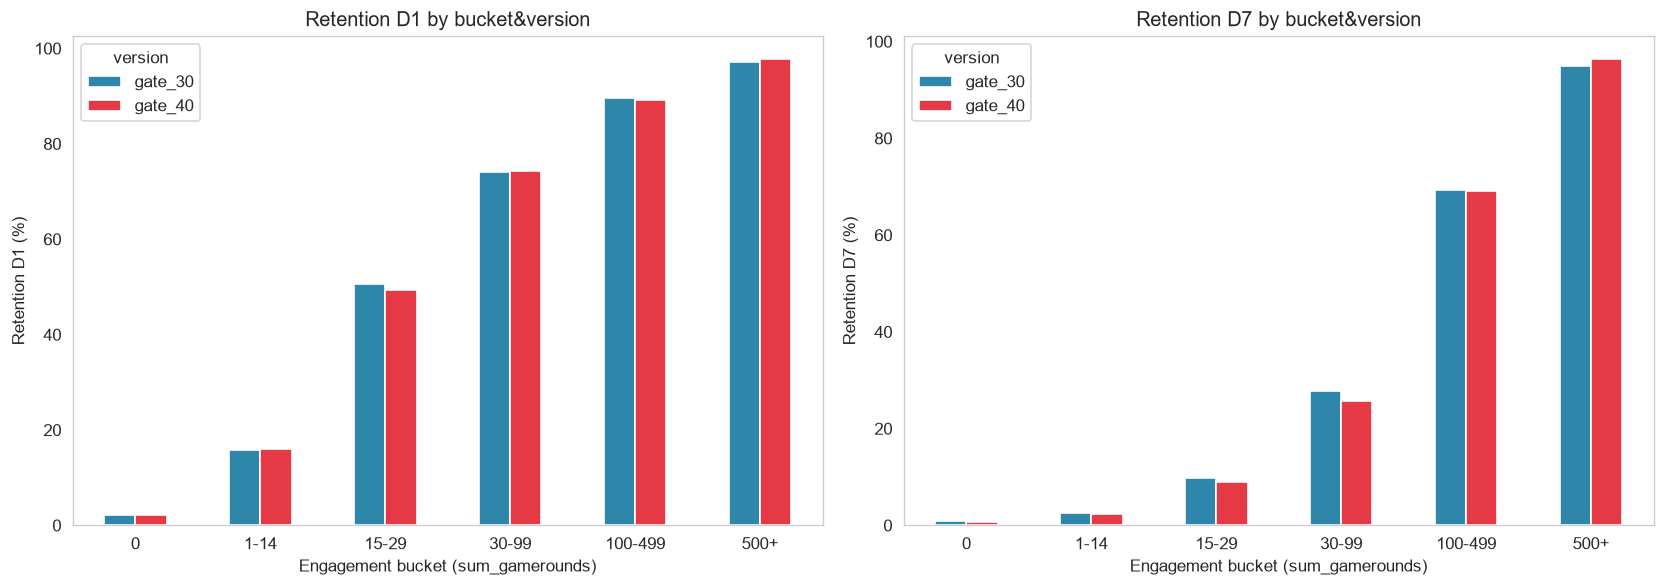 Retention D1 by bucket&version
version
gate_30
gate_40
Retention D1 (%)
100
80
60
40
20
0
0 1-14 15-29 30-99 100-499 500+
Engagement bucket (sum_gamerounds)
Retention D7 by bucket&version
version
gate_30
gate_40
Retention D7 (%)
100
80
60
40
20
0
0 1-14 15-29 30-99 100-499 500+
Engagement bucket (sum_gamerounds)